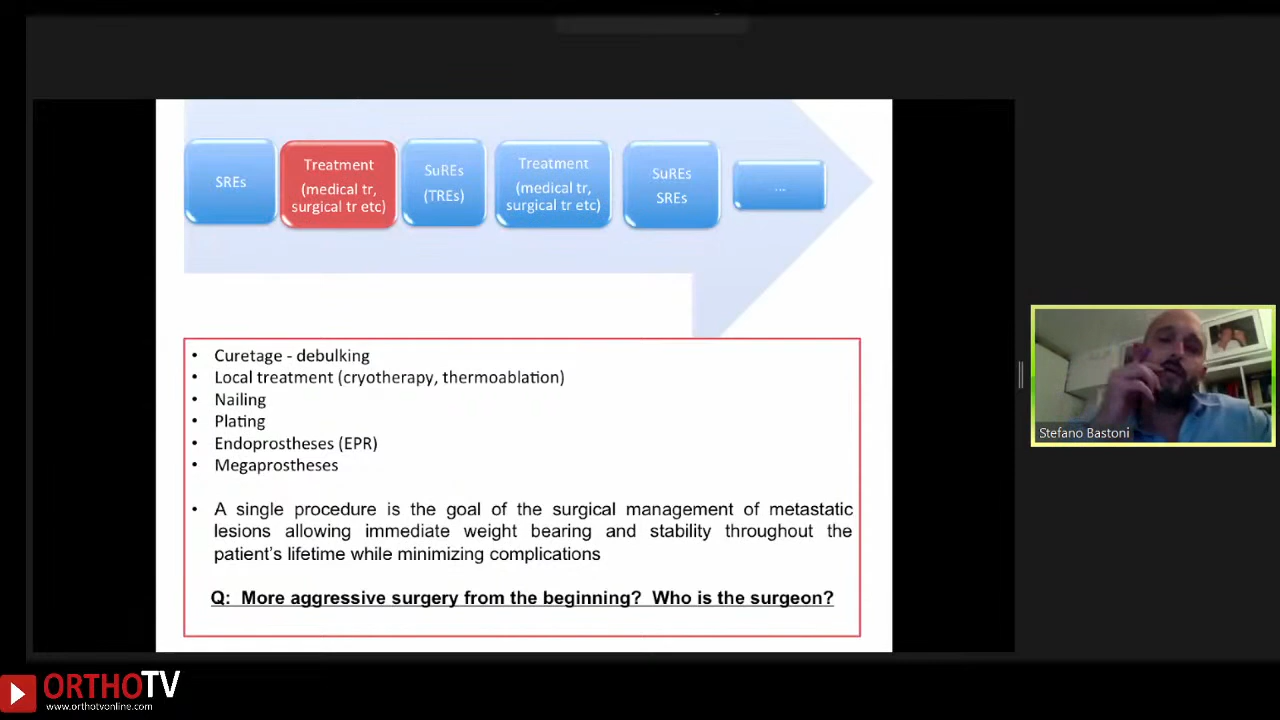 SREs
Treatment
(medical tr,
surgical tr etc)
SuREs
(TREs)
Treatment
(medical tr,
surgical tr etc)
SuREs
SREs
...
• Curetage - debulking
• Local treatment (cryotherapy, thermoablation)
• Nailing
• Plating
• Endoprostheses (EPR)
• Megaprostheses
• A single procedure is the goal of the surgical management of metastatic
lesions allowing immediate weight bearing and stability throughout the
patient's lifetime while minimizing complications
Q: More aggressive surgery from the beginning? Who is the surgeon?
Stefano Bastoni
ORTHOTV
www.orthotvonline.com